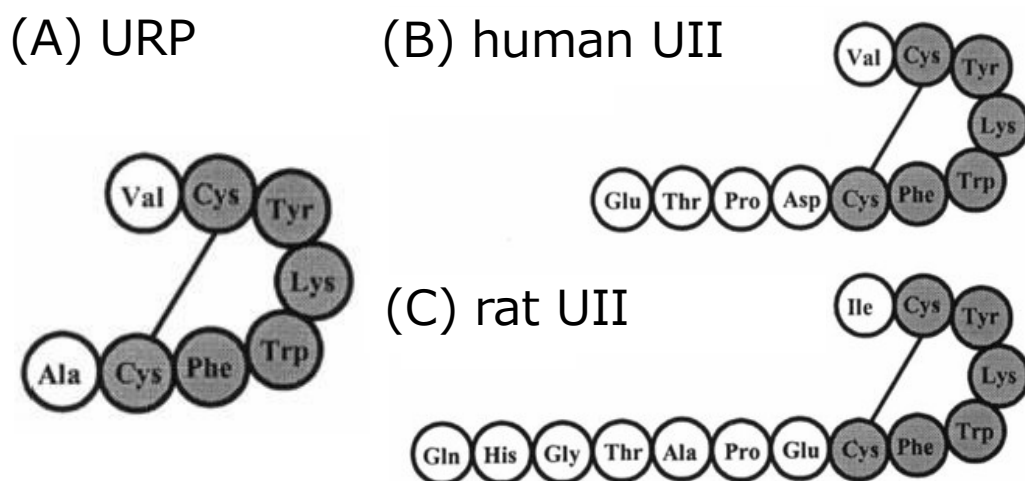 (A) URP
Val Cys Tyr
Lys
Ala Cys Phe Trp
(B) human UII
Val Cys Tyr
Lys
Glu Thr Pro Asp Cys Phe Trp
(C) rat UII
Ile Cys Tyr
Lys
Gln His Gly Thr Ala Pro Glu Cys Phe Trp